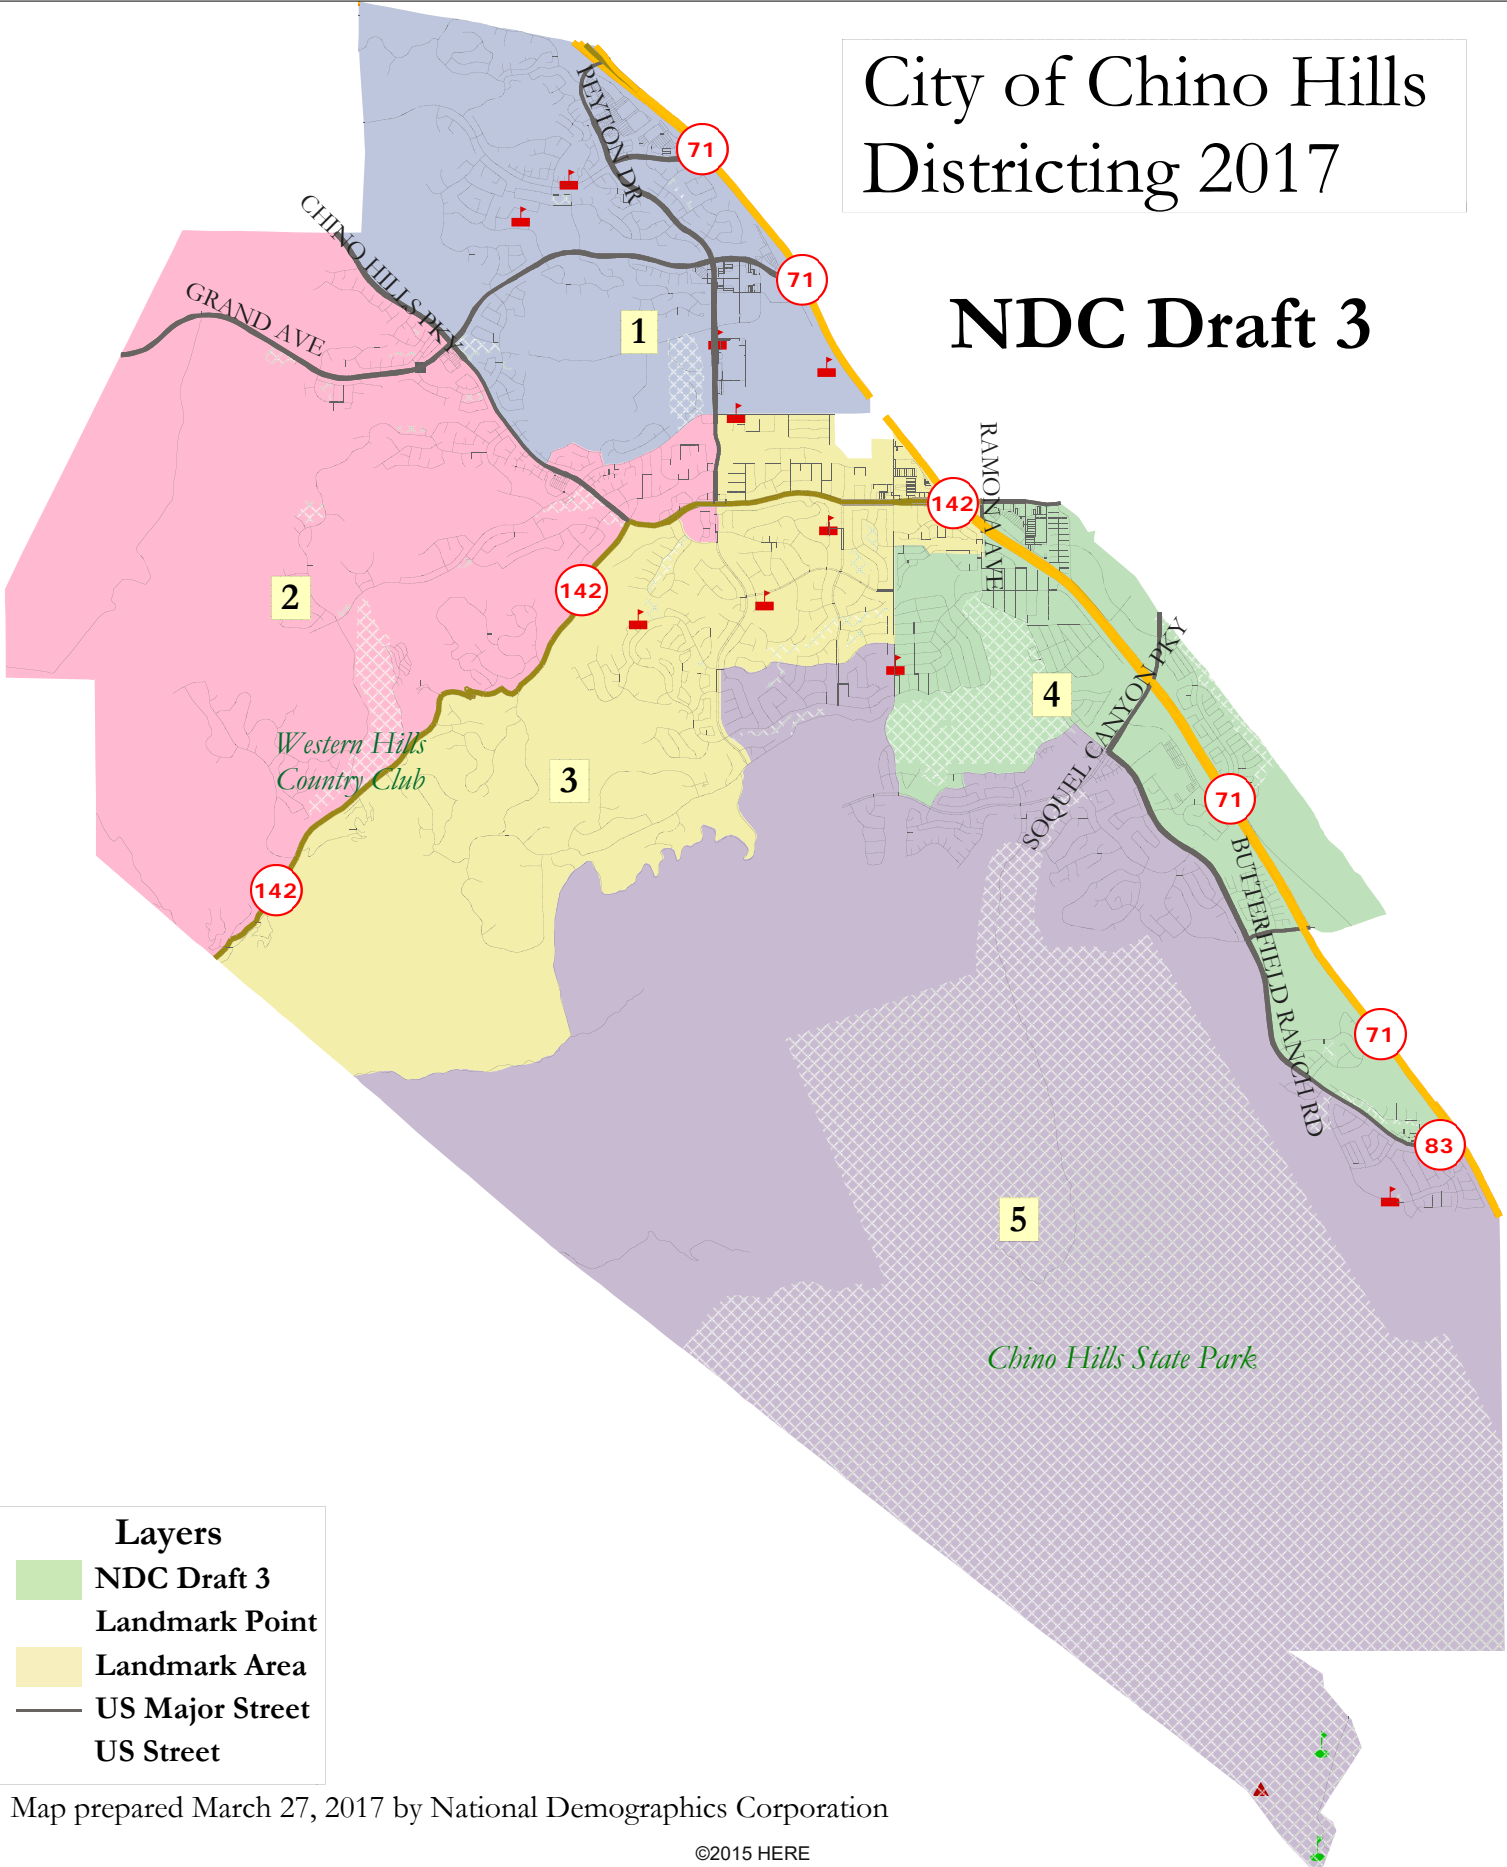 City of Chino Hills
Districting 2017
NDC Draft 3
PEYTON DR
71
CHINO HILLS PKY
GRAND AVE
71
1
RAMONA AVE
142
2
142
SOQUEL CANYON PKY
4
Western Hills
Country Club
3
71
BUTTERFIELD RANCH RD
142
71
83
5
Chino Hills State Park
Layers
NDC Draft 3
Landmark Point
Landmark Area
US Major Street
US Street
Map prepared March 27, 2017 by National Demographics Corporation
©2015 HERE